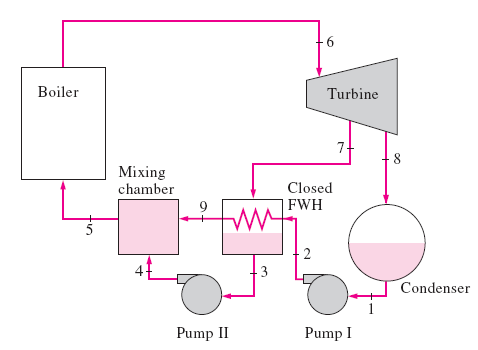 6
Boiler
Turbine
7
8
Mixing
chamber
Closed
FWH
9
5
2
4
3
Condenser
1
Pump II
Pump I